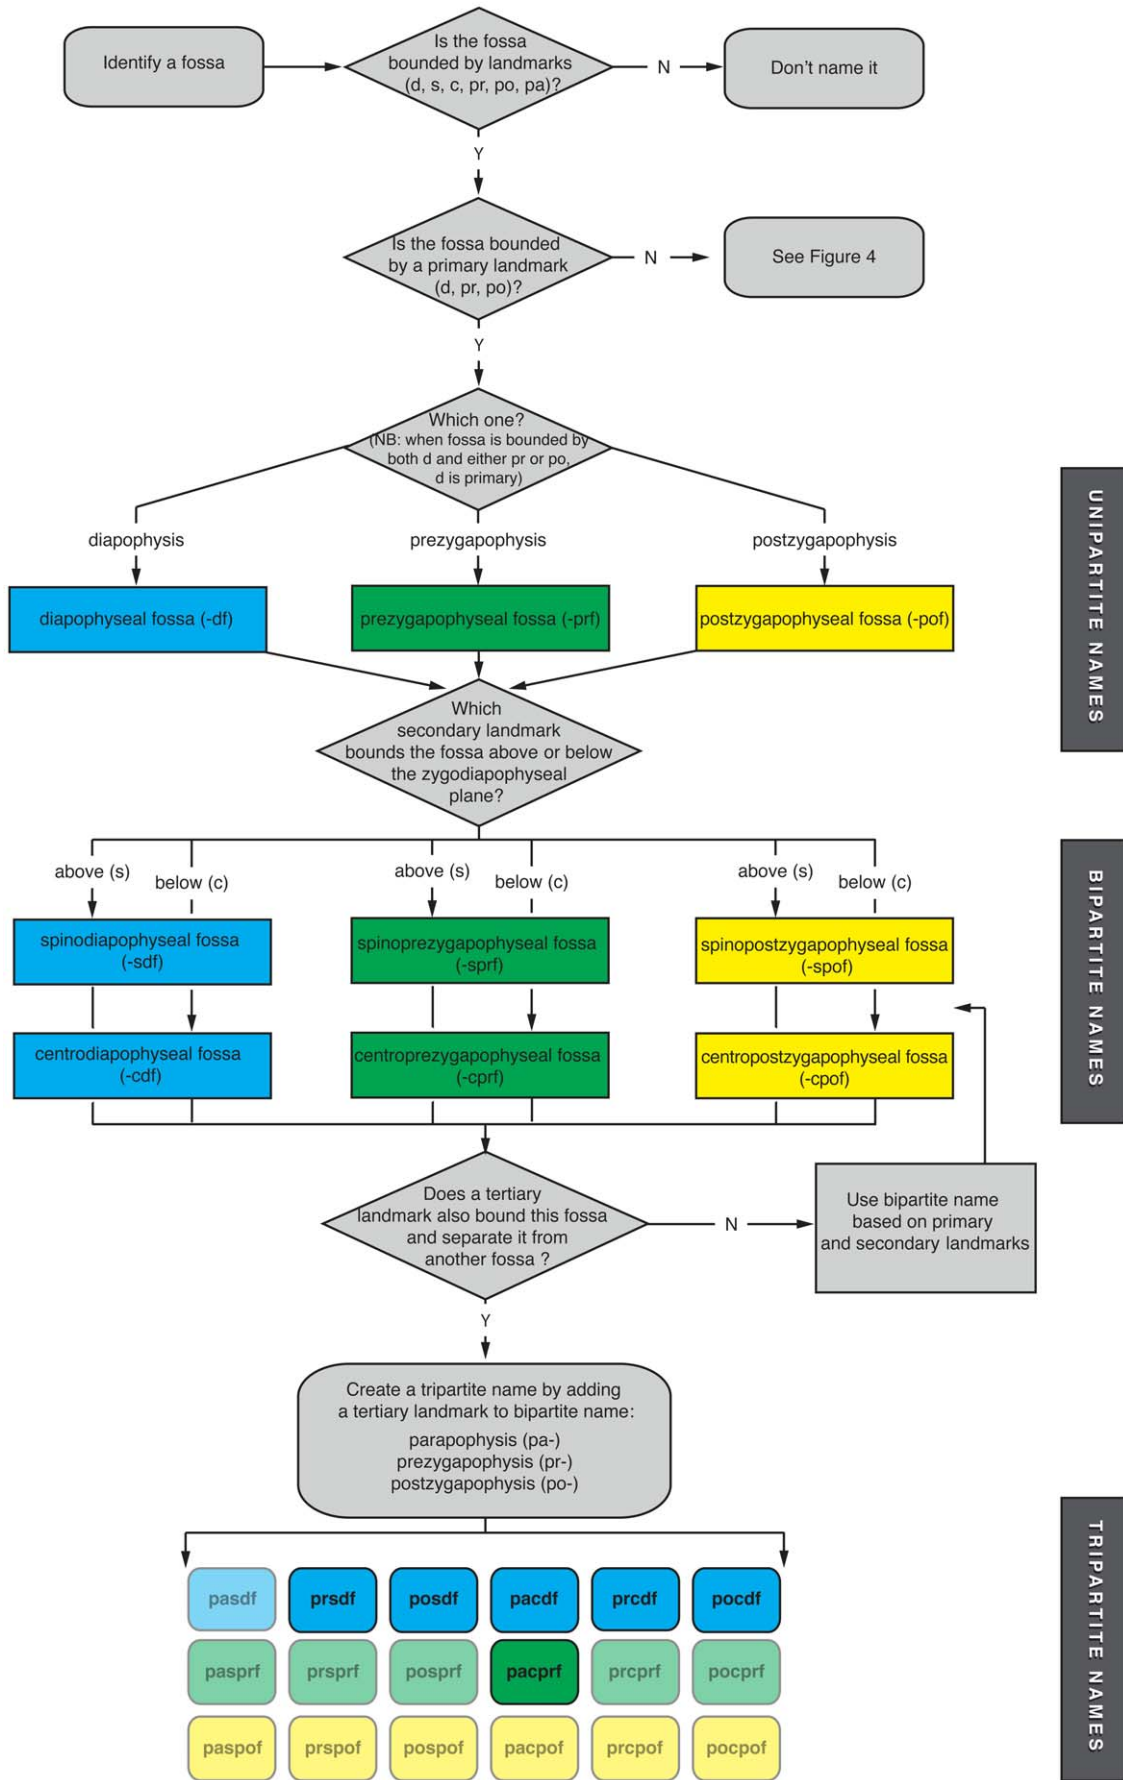 Identify a fossa
Is the fossa
bounded by landmarks
(d, s, c, pr, po, pa)?
N
Don't name it
Y
Is the fossa bounded
by a primary landmark
(d, pr, po)?
N
See Figure 4
Y
Which one?
(NB: when fossa is bounded by
both d and either pr or po,
d is primary)
diapophysis
prezygapophysis
postzygapophysis
diapophyseal fossa (-df)
prezygapophyseal fossa (-prf)
postzygapophyseal fossa (-pof)
UNIPARTITE NAMES
Which
secondary landmark
bounds the fossa above or below
the zygodiapophyseal
plane?
above (s)
below (c)
above (s)
below (c)
above (s)
below (c)
spinodiapophyseal fossa
(-sdf)
spinoprezygapophyseal fossa
(-sprf)
spinopostzygapophyseal fossa
(-spof)
centrodiapophyseal fossa
(-cdf)
centroprezygapophyseal fossa
(-cprf)
centropostzygapophyseal fossa
(-cpof)
BIPARTITE NAMES
Does a tertiary
landmark also bound this fossa
and separate it from
another fossa ?
N
Use bipartite name
based on primary
and secondary landmarks
Y
Create a tripartite name by adding
a tertiary landmark to bipartite name:
parapophysis (pa-)
prezygapophysis (pr-)
postzygapophysis (po-)
pasdf prsdf posdf pacdf prcdf pocdf
pasprf prsprf posprf pacprf prcprf pocprf
paspof prspof pospof pacpof prcpof pocpof
TRIPARTITE NAMES